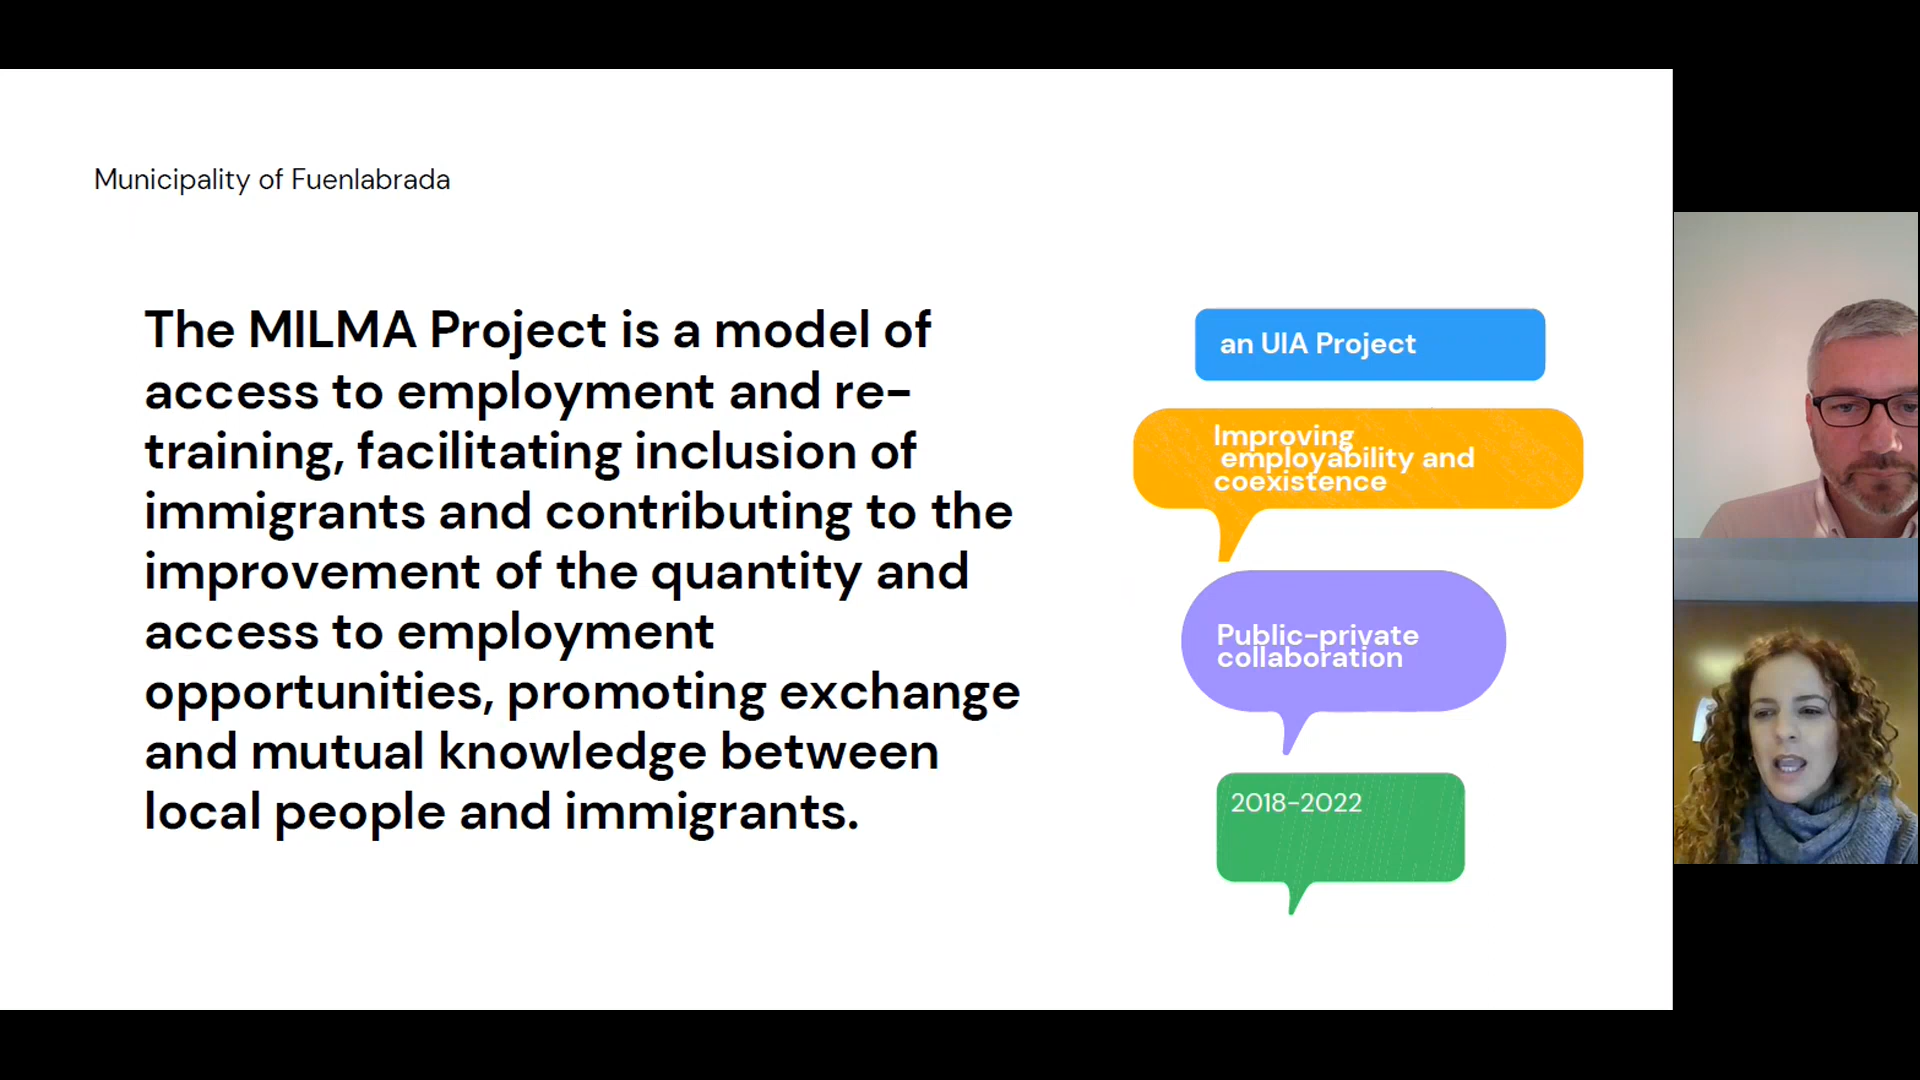 Municipality of Fuenlabrada
The MILMA Project is a model of
access to employment and re-
training, facilitating inclusion of
immigrants and contributing to the
improvement of the quantity and
access to employment
opportunities, promoting exchange
and mutual knowledge between
local people and immigrants.
an UIA Project
Improving
employability and
coexistence
Public-private
collaboration
2018-2022